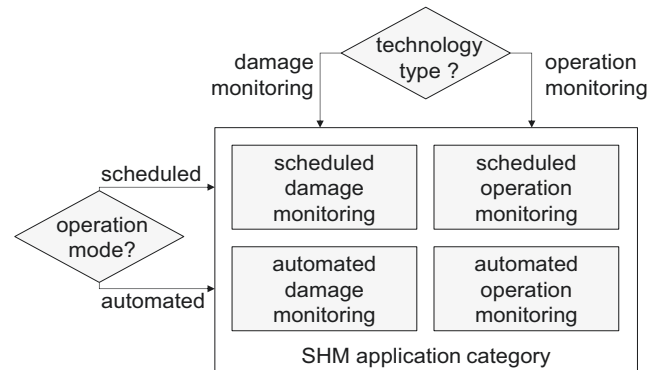 technology
type ?
damage
monitoring
operation
monitoring
scheduled
operation
mode?
automated
scheduled
damage
monitoring
scheduled
operation
monitoring
automated
damage
monitoring
automated
operation
monitoring
SHM application category